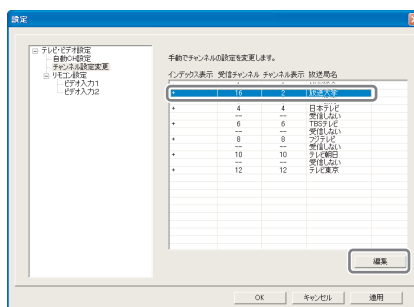 設定
テレビ・ビデオ設定
自動CH設定
チャンネル設定変更
リモコン設定
ビデオ入力1
ビデオ入力2
手動でチャンネルの設定を変更します。
インデックス表示 受信チャンネル チャンネル表示 放送局名
+ 16 2 放送大学
+ 4 4 日本テレビ
-- -- 受信しない
+ 6 6 TBSテレビ
-- -- 受信しない
+ 8 8 フジテレビ
-- -- 受信しない
+ 10 10 テレビ朝日
-- -- 受信しない
+ 12 12 テレビ東京
編集
OK キャンセル 適用